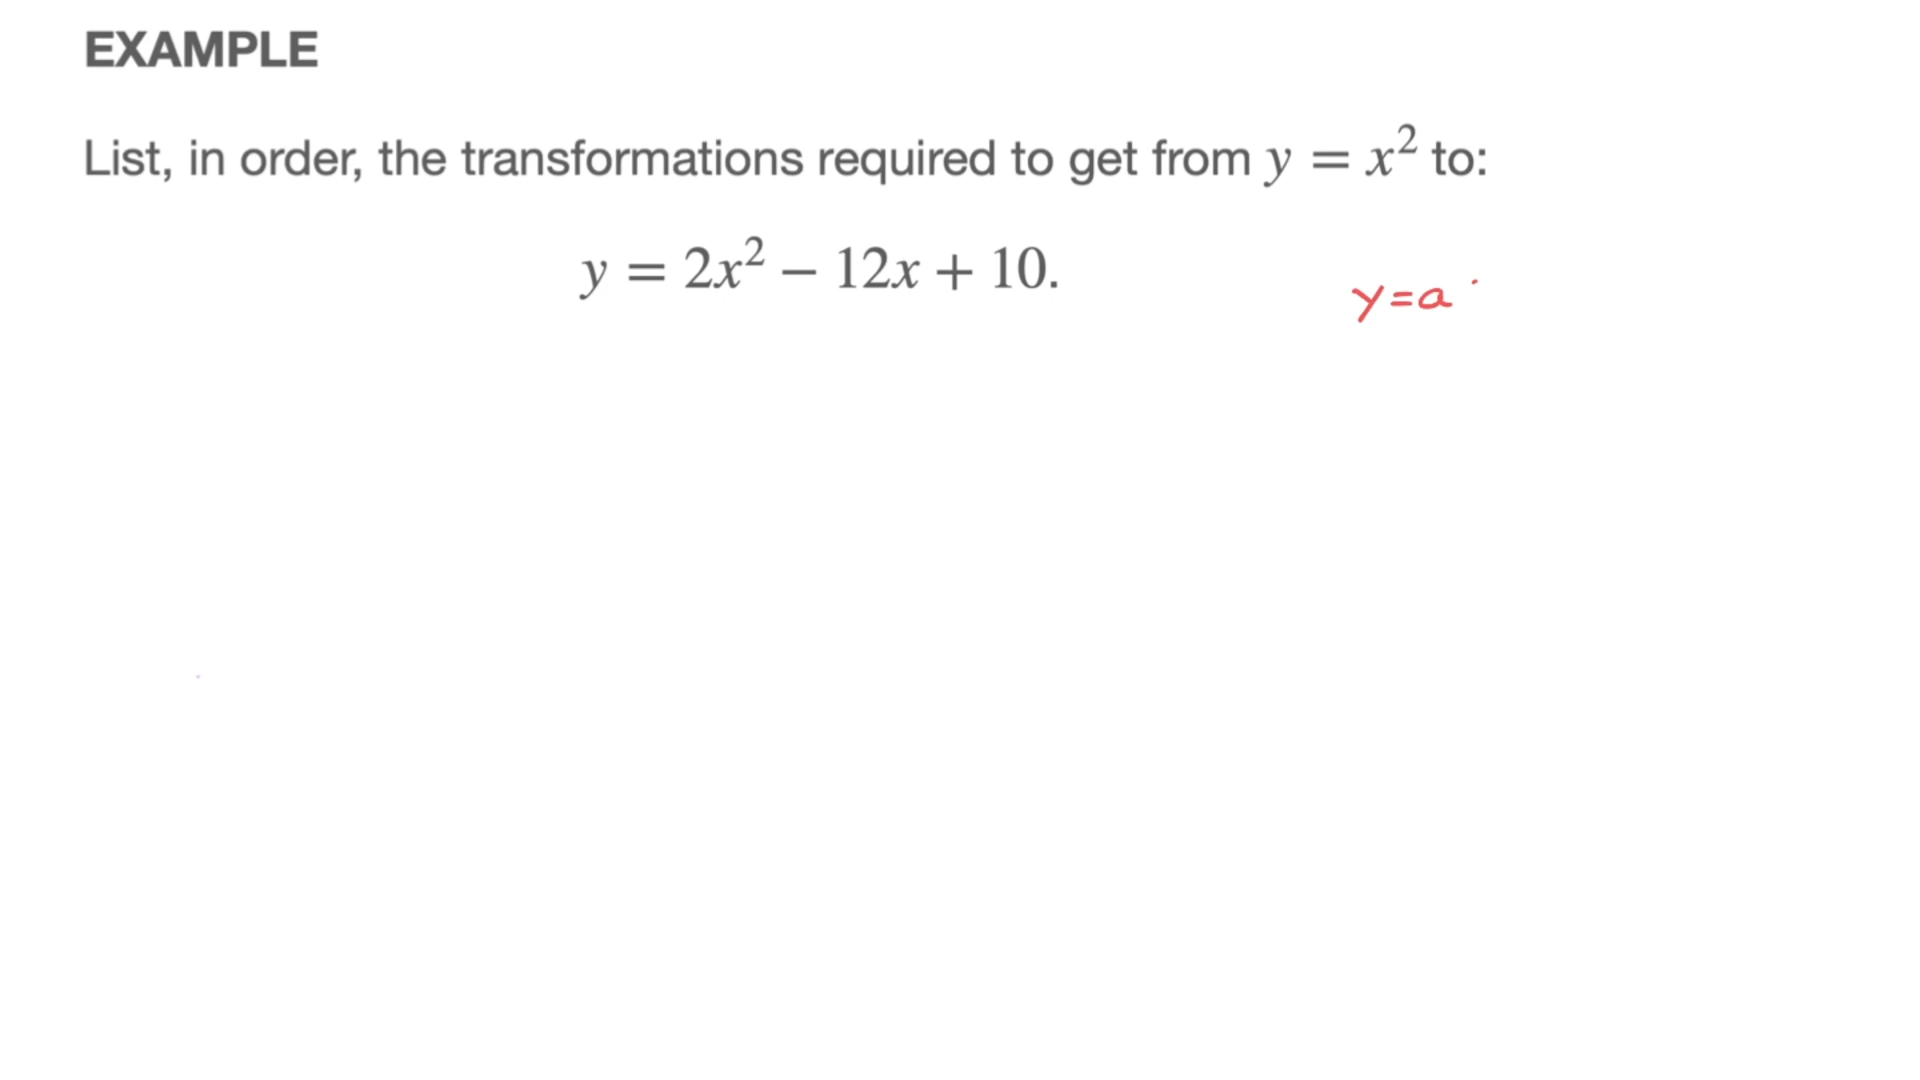 EXAMPLE
List, in order, the transformations required to get from y = x² to:
y = 2x² – 12x + 10.
y=a